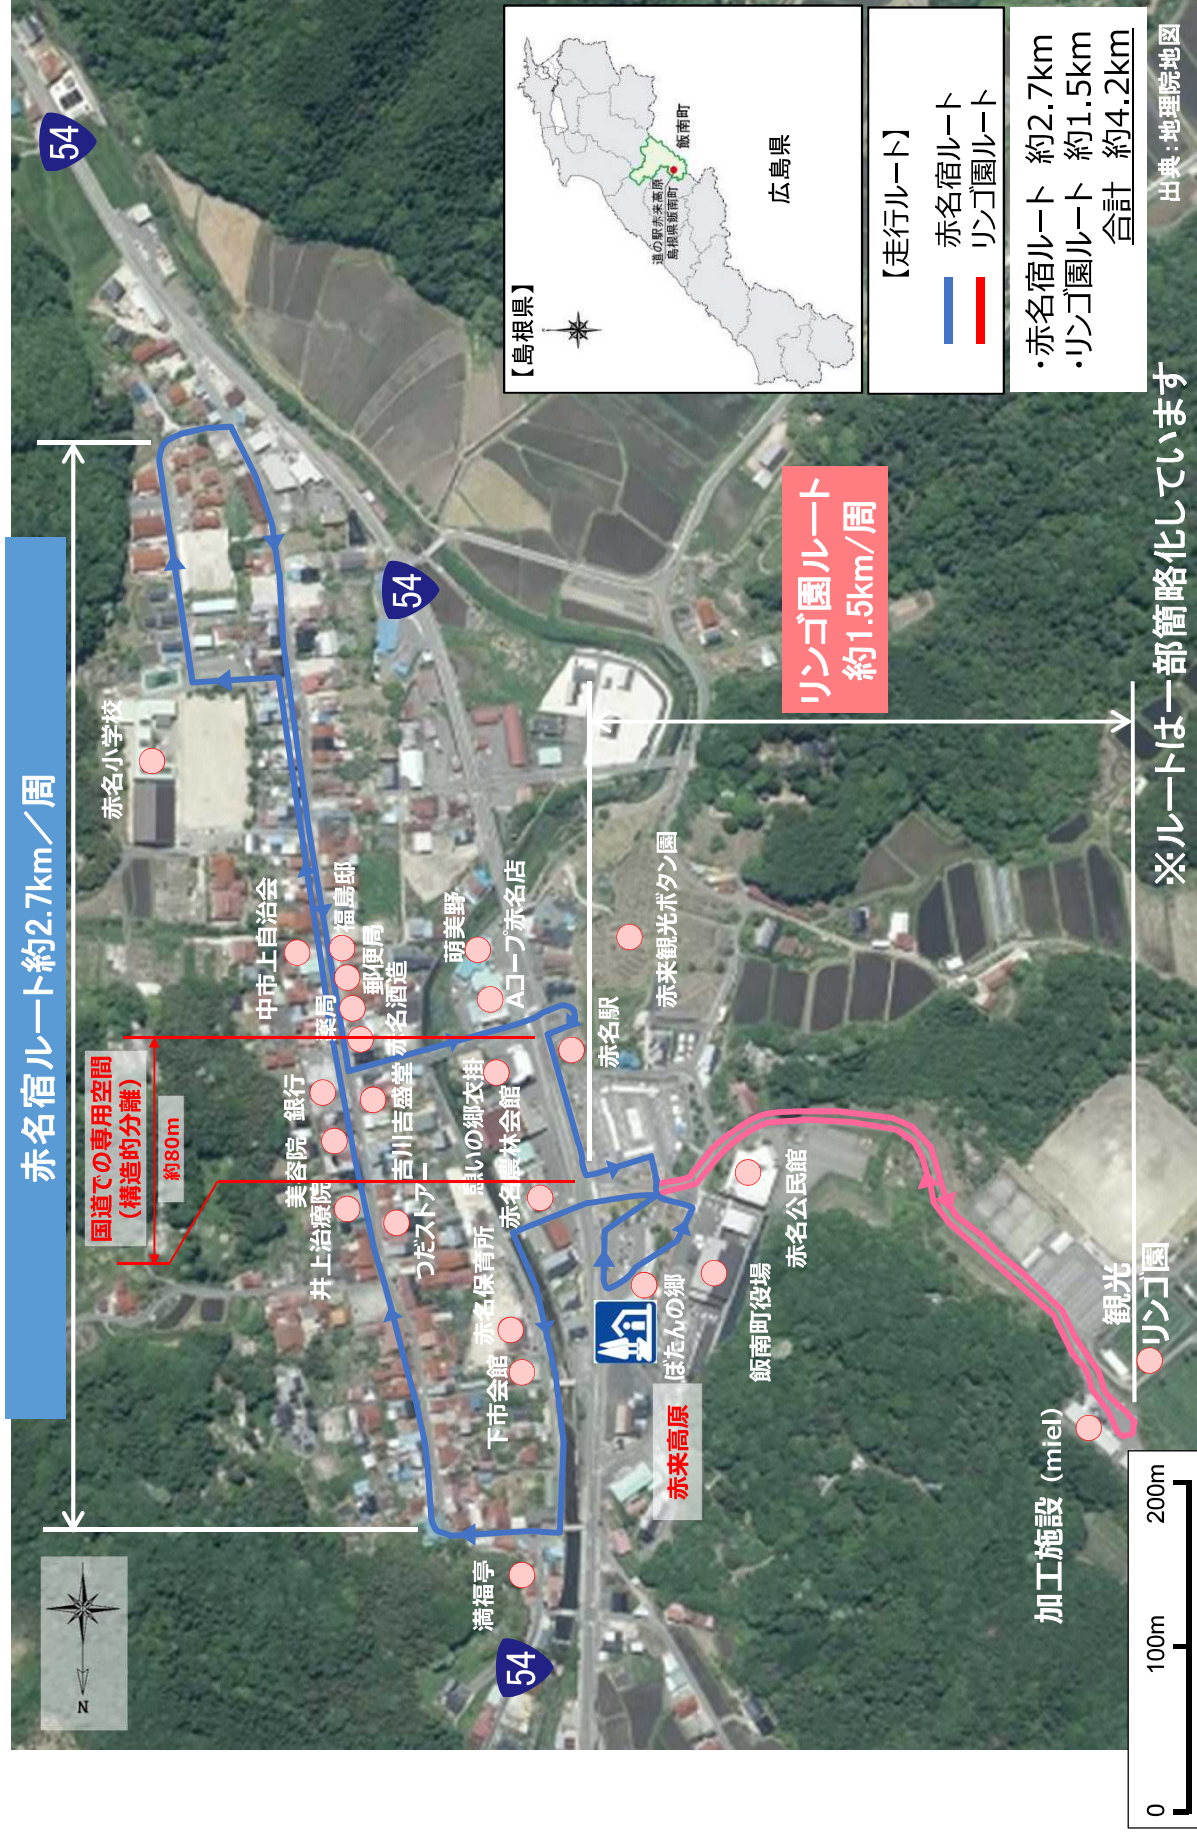 赤名宿ルート約2.7km／周
国道での専用空間
(構造的分離)
約80m
N
54
54
54
赤名小学校
中市上自治会
福島邸
郵便局
薬局
赤名酒造
萌美野
Aコープ赤名店
銀行
美容院
井上治療院
吉川吉盛堂
つだストアー
憩いの郷衣掛
赤名農林会館
赤名保育所
下市会館
満福亭
赤名駅
赤来観光ボタン園
赤名公民館
飯南町役場
ぼたんの郷
赤来高原
リンゴ園ルート
約1.5km/周
観光
リンゴ園
加工施設（miel）
【島根県】
道の駅赤来高原
島根県飯南町
飯南町
広島県
【走行ルート】
赤名宿ルート
リンゴ園ルート
・赤名宿ルート 約2.7km
・リンゴ園ルート 約1.5km
合計 約4.2km
出典：地理院地図
※ルートは一部簡略化しています
0 100m 200m